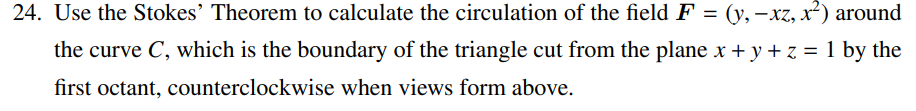 24. Use the Stokes' Theorem to calculate the circulation of the field F = (y, −xz, x²) around
the curve C, which is the boundary of the triangle cut from the plane x + y + z = 1 by the
first octant, counterclockwise when views form above.